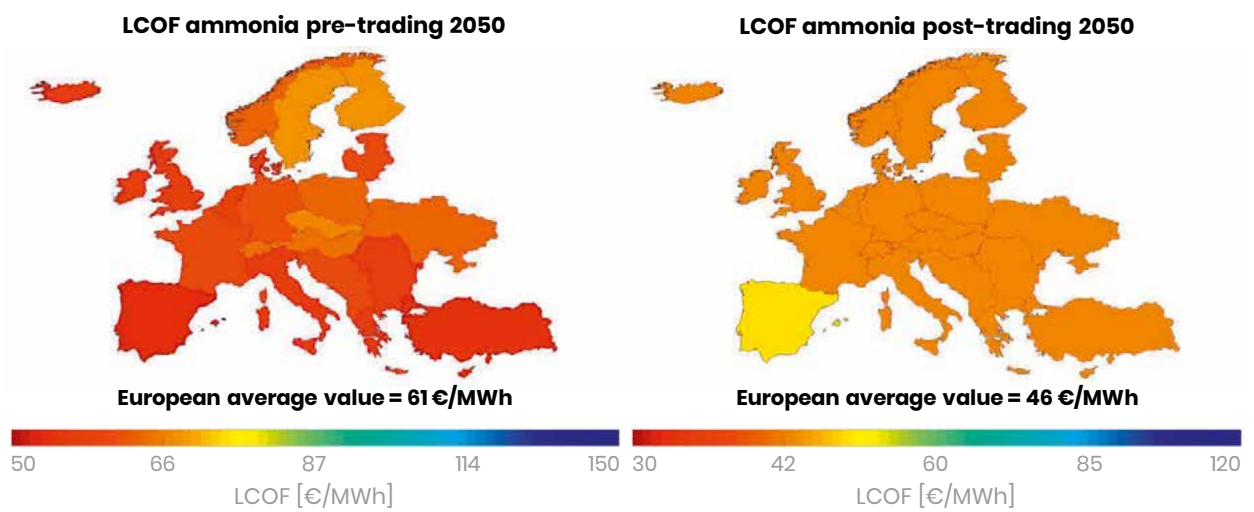 LCOF ammonia pre-trading 2050
LCOF ammonia post-trading 2050
European average value = 61 €/MWh
European average value = 46 €/MWh
50 66 87 114 150
30 42 60 85 120
LCOF [€/MWh]
LCOF [€/MWh]